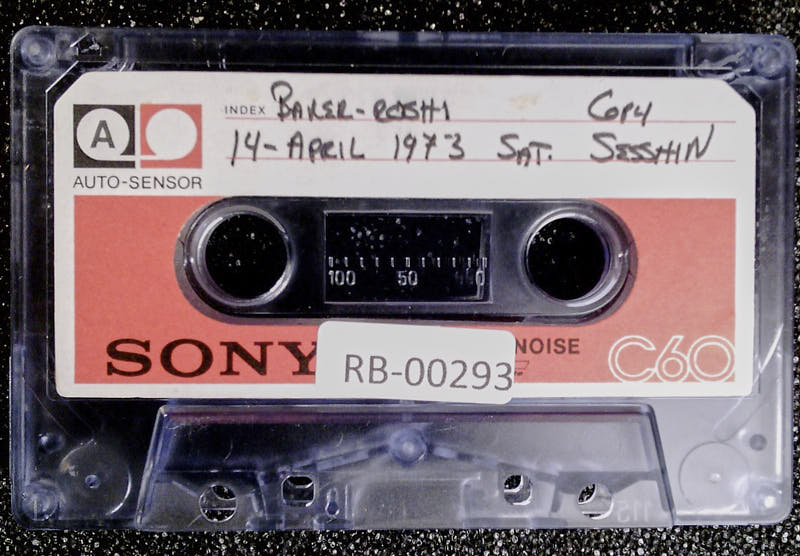 A
AUTO-SENSOR
INDEX BAKER-ROSHI COPY
14-APRIL 1973 SAT. SESSHIN
100 50 0
SONY NOISE C60
RB-00293